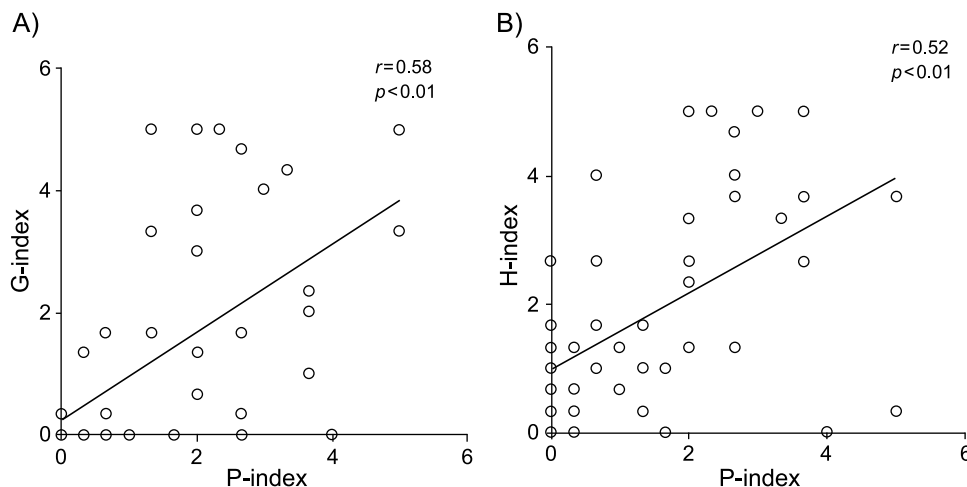 A)
r=0.58
p<0.01
6
4
2
0
G-index
0 2 4 6
P-index
B)
r=0.52
p<0.01
6
4
2
0
H-index
0 2 4 6
P-index